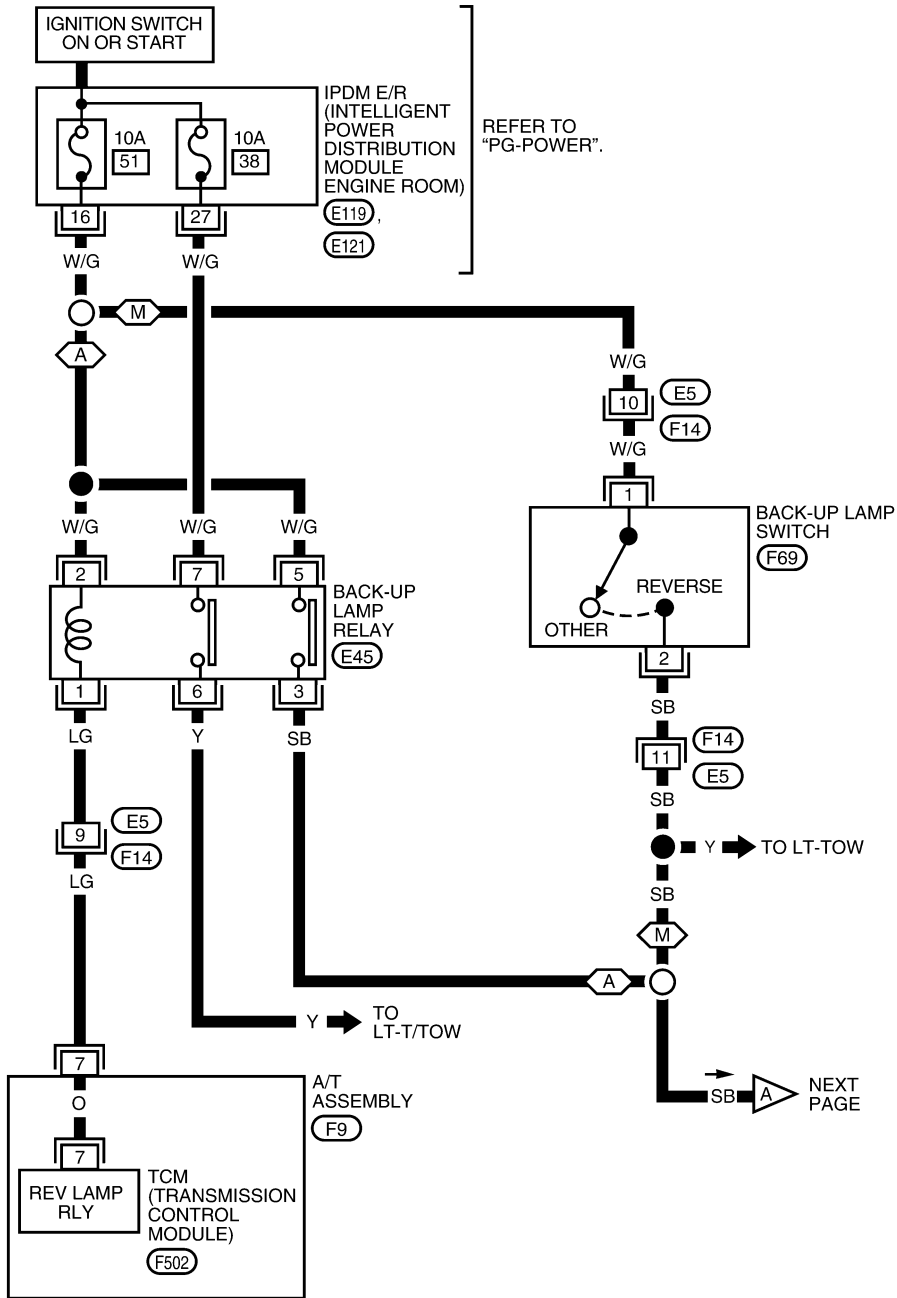 IGNITION SWITCH
ON OR START
IPDM E/R
(INTELLIGENT
POWER
DISTRIBUTION
MODULE
ENGINE ROOM)
E119 ,
E121
REFER TO
“PG-POWER”.
10A
51
10A
38
16
27
W/G
W/G
M
A
W/G
10
E5
F14
W/G
1
BACK-UP LAMP
SWITCH
F69
REVERSE
OTHER
2
W/G
W/G
W/G
2
7
5
BACK-UP
LAMP
RELAY
E45
1
6
3
LG
Y
SB
SB
11
F14
E5
SB
Y
TO LT-TOW
SB
M
9
E5
F14
LG
A
Y
TO
LT-T/TOW
SB
A
NEXT
PAGE
7
A/T
ASSEMBLY
F9
O
7
REV LAMP
RLY
TCM
(TRANSMISSION
CONTROL
MODULE)
F502